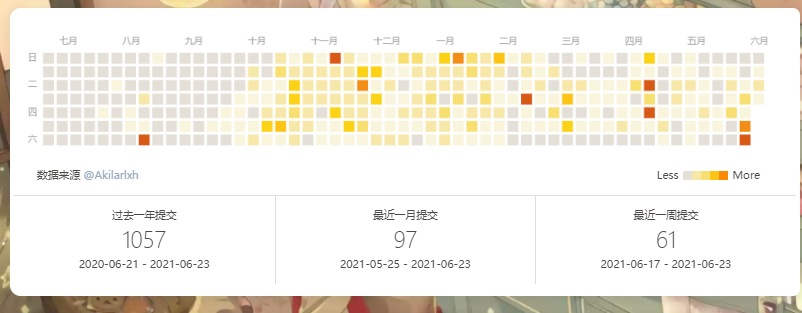 七月 八月 九月 十月 十一月 十二月 一月 二月 三月 四月 五月 六月
日
二
四
六
数据来源 @Akilarlxh
Less More
过去一年提交 最近一月提交 最近一周提交
1057 97 61
2020-06-21 - 2021-06-23 2021-05-25 - 2021-06-23 2021-06-17 - 2021-06-23